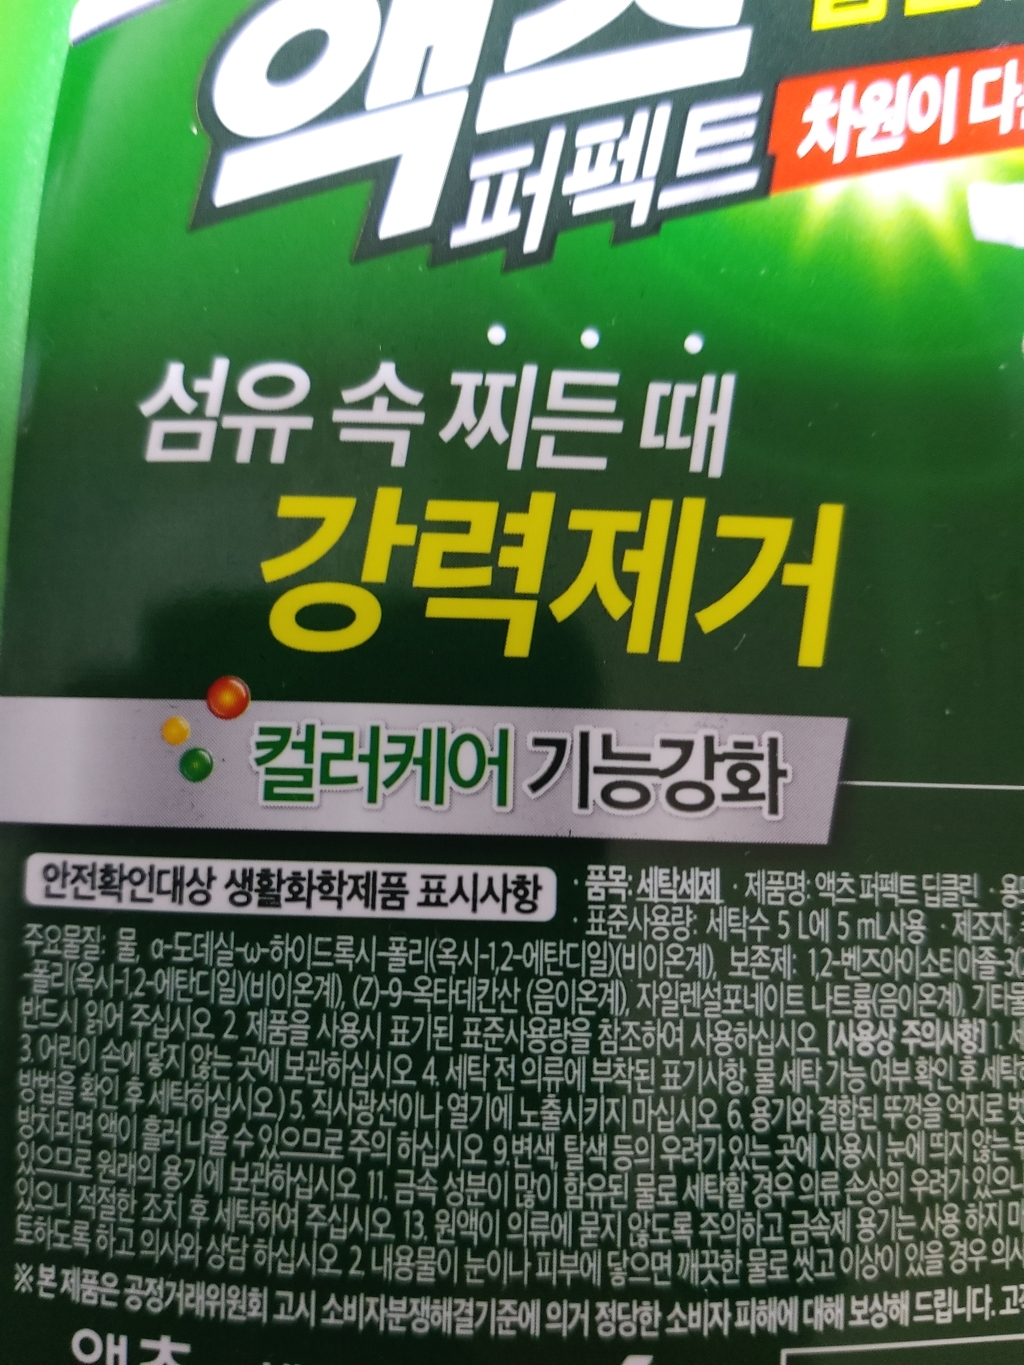 액츠
퍼펙트
차원이
섬유 속 찌든 때
강력제거
컬러케어 기능강화
안전확인대상 생활화학제품 표시사항
· 품목: 세탁세제 · 제품명: 액츠 퍼펙트 딥클린
· 표준사용량: 세탁수 5 L에 5 mL사용 · 제조자,
주요물질: 물, α-도데실-ω-하이드록시-폴리(옥시-1,2-에탄디일)(비이온계), 보존제: 1,2-벤즈아이소티아졸-3(
-폴리(옥시-1,2-에탄디일)(비이온계), (Z)-9-옥타데칸산 (음이온계), 자일렌설포네이트 나트륨(음이온계), 기타물
반드시 읽어 주십시오 2. 제품을 사용시 표기된 표준사용량을 참조하여 사용하십시오 [사용상 주의사항] 1.
3. 어린이 손에 닿지 않는 곳에 보관하십시오 4. 세탁 전 의류에 부착된 표기사항, 물 세탁 가능 여부 확인 후 세탁하
방법을 확인 후 세탁하십시오.) 5. 직사광선이나 열기에 노출시키지 마십시오 6. 용기와 결합된 뚜껑을 억지로 벗
방치되면 액이 흘러 나올 수 있으므로 주의 하십시오 9.변색, 탈색 등의 우려가 있는 곳에 사용시 눈에 띄지 않는
있으므로 원래의 용기에 보관하십시오 11. 금속 성분이 많이 함유된 물로 세탁할 경우 의류 손상의 우려가 있으니
있으니 적절한 조치 후 세탁하여 주십시오 13. 원액이 의류에 묻지 않도록 주의하고 금속제 용기는 사용 하지 마
토하도록 하고 의사와 상담 하십시오 2. 내용물이 눈이나 피부에 닿으면 깨끗한 물로 씻고 이상이 있을 경우 의사
※ 본 제품은 공정거래위원회 고시 소비자분쟁해결기준에 의거 정당한 소비자 피해에 대해 보상해 드립니다.
액츠